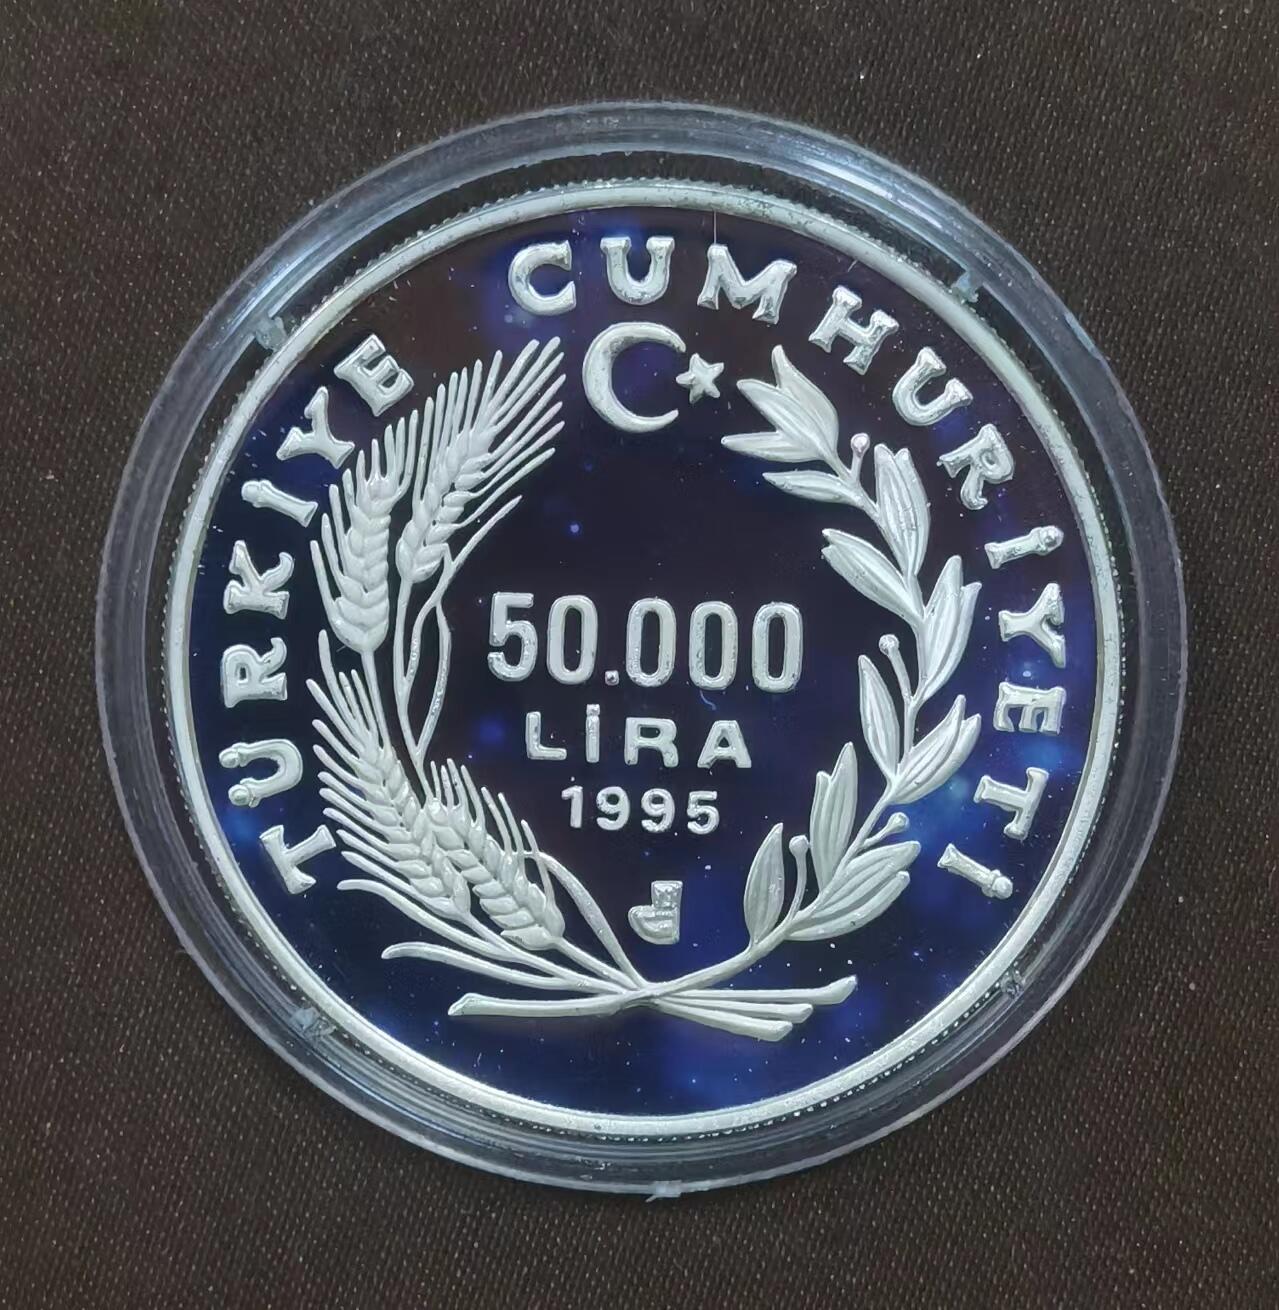 TÜRKİYE CUMHURİYETİ
50.000
LİRA
1995